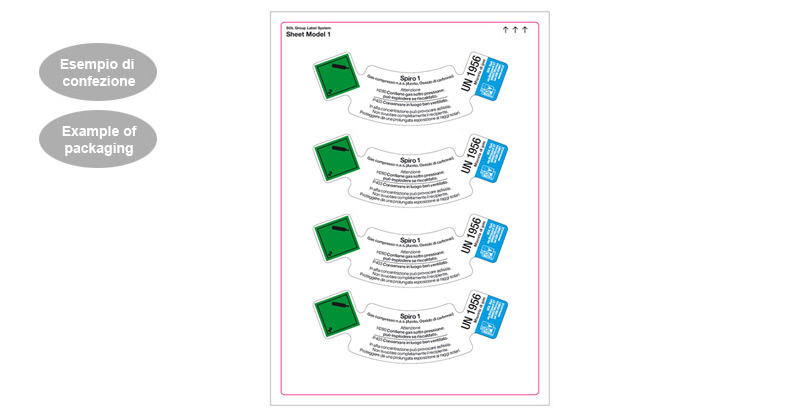 Esempio di
confezione
Example of
packaging
SOL Group Label System
Sheet Model 1
Spiro 1
Gas compresso n.a.s. (Azoto, Ossido di carbonio)
Attenzione
H280 Contiene gas sotto pressione:
può esplodere se riscaldato.
P403 Conservare in luogo ben ventilato.
In alta concentrazione può provocare asfissia.
Non svuotare completamente il recipiente.
Proteggere da una prolungata esposizione ai raggi solari
UN 1956
2
Spiro 1
Gas compresso n.a.s. (Azoto, Ossido di carbonio)
Attenzione
H280 Contiene gas sotto pressione:
può esplodere se riscaldato.
P403 Conservare in luogo ben ventilato.
In alta concentrazione può provocare asfissia.
Non svuotare completamente il recipiente.
Proteggere da una prolungata esposizione ai raggi solari
UN 1956
2
Spiro 1
Gas compresso n.a.s. (Azoto, Ossido di carbonio)
Attenzione
H280 Contiene gas sotto pressione:
può esplodere se riscaldato.
P403 Conservare in luogo ben ventilato.
In alta concentrazione può provocare asfissia.
Non svuotare completamente il recipiente.
Proteggere da una prolungata esposizione ai raggi solari
UN 1956
2
Spiro 1
Gas compresso n.a.s. (Azoto, Ossido di carbonio)
Attenzione
H280 Contiene gas sotto pressione:
può esplodere se riscaldato.
P403 Conservare in luogo ben ventilato.
In alta concentrazione può provocare asfissia.
Non svuotare completamente il recipiente.
Proteggere da una prolungata esposizione ai raggi solari
UN 1956
2